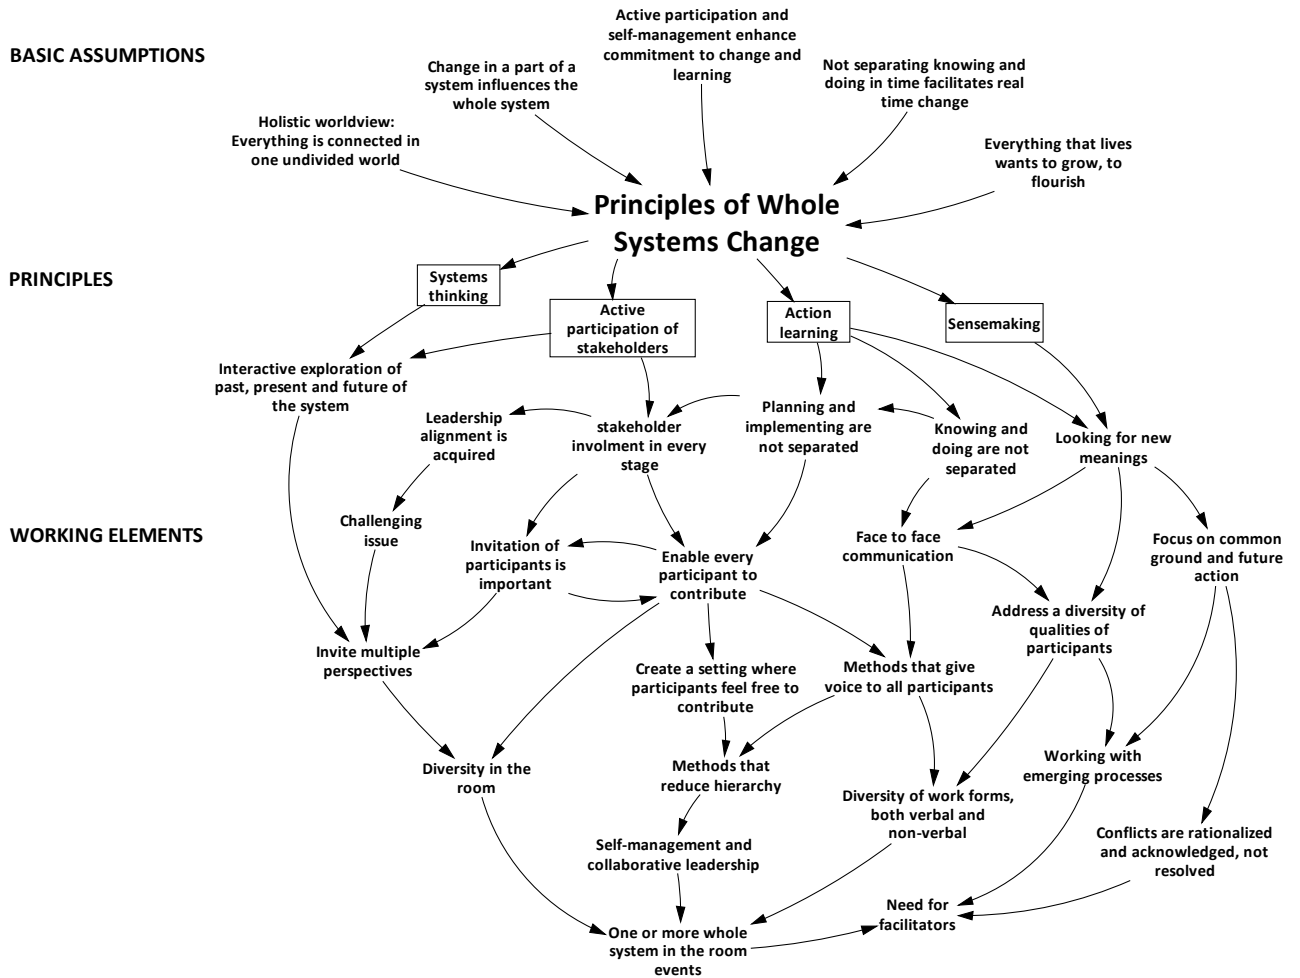 BASIC ASSUMPTIONS
Active participation and
self-management enhance
commitment to change and
learning
Change in a part of a
system influences the
whole system
Not separating knowing and
doing in time facilitates real
time change
Holistic worldview:
Everything is connected in
one undivided world
Everything that lives
wants to grow, to
flourish
Principles of Whole
Systems Change
PRINCIPLES
Systems
thinking
Active
participation of
stakeholders
Action
learning
Sensemaking
Interactive exploration of
past, present and future of
the system
Leadership
alignment is
acquired
stakeholder
involment in every
stage
Planning and
implementing are
not separated
Knowing and
doing are not
separated
Looking for new
meanings
WORKING ELEMENTS
Challenging
issue
Invitation of
participants is
important
Enable every
participant to
contribute
Face to face
communication
Focus on common
ground and future
action
Address a diversity of
qualities of
participants
Invite multiple
perspectives
Create a setting where
participants feel free to
contribute
Methods that give
voice to all participants
Diversity in the
room
Methods that
reduce hierarchy
Working with
emerging processes
Diversity of work forms,
both verbal and
non-verbal
Conflicts are rationalized
and acknowledged, not
resolved
Self-management and
collaborative leadership
Need for
facilitators
One or more whole
system in the room
events